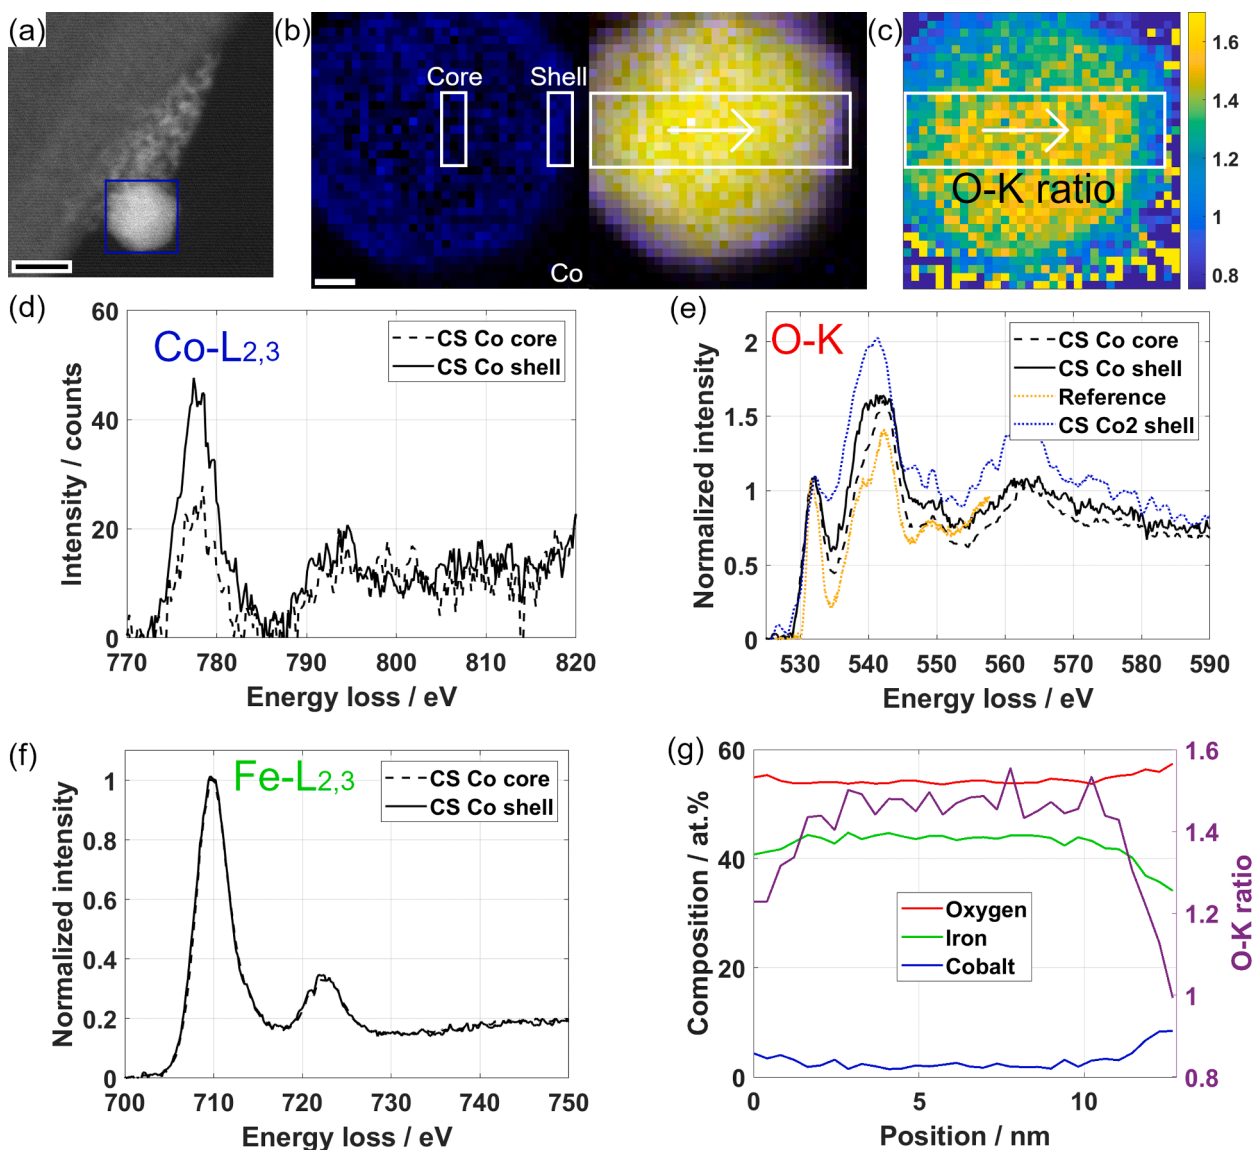 (a)
(b)
Core
Shell
Co
(c)
O-K ratio
1.6
1.4
1.2
1
0.8
(d)
Co-L2,3
CS Co core
CS Co shell
60
40
20
0
770
780
790
800
810
820
Intensity / counts
Energy loss / eV
(e)
O-K
CS Co core
CS Co shell
Reference
CS Co2 shell
2
1.5
1
0.5
0
530
540
550
560
570
580
590
Normalized intensity
Energy loss / eV
(f)
Fe-L2,3
CS Co core
CS Co shell
1
0.8
0.6
0.4
0.2
0
700
710
720
730
740
750
Normalized intensity
Energy loss / eV
(g)
60
40
20
0
1.6
1.4
1.2
1
0.8
Oxygen
Iron
Cobalt
0
5
10
Composition / at.%
O-K ratio
Position / nm